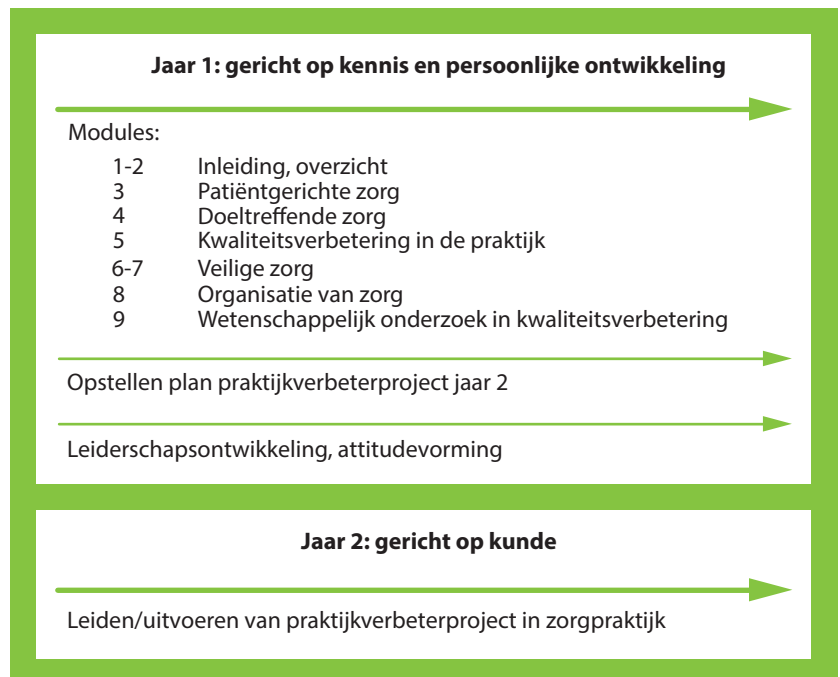 Jaar 1: gericht op kennis en persoonlijke ontwikkeling
Modules:
1-2 Inleiding, overzicht
3 Patiëntgerichte zorg
4 Doeltreffende zorg
5 Kwaliteitsverbetering in de praktijk
6-7 Veilige zorg
8 Organisatie van zorg
9 Wetenschappelijk onderzoek in kwaliteitsverbetering
Opstellen plan praktijkverbeterproject jaar 2
Leiderschapsontwikkeling, attitudevorming
Jaar 2: gericht op kunde
Leiden/uitvoeren van praktijkverbeterproject in zorgpraktijk